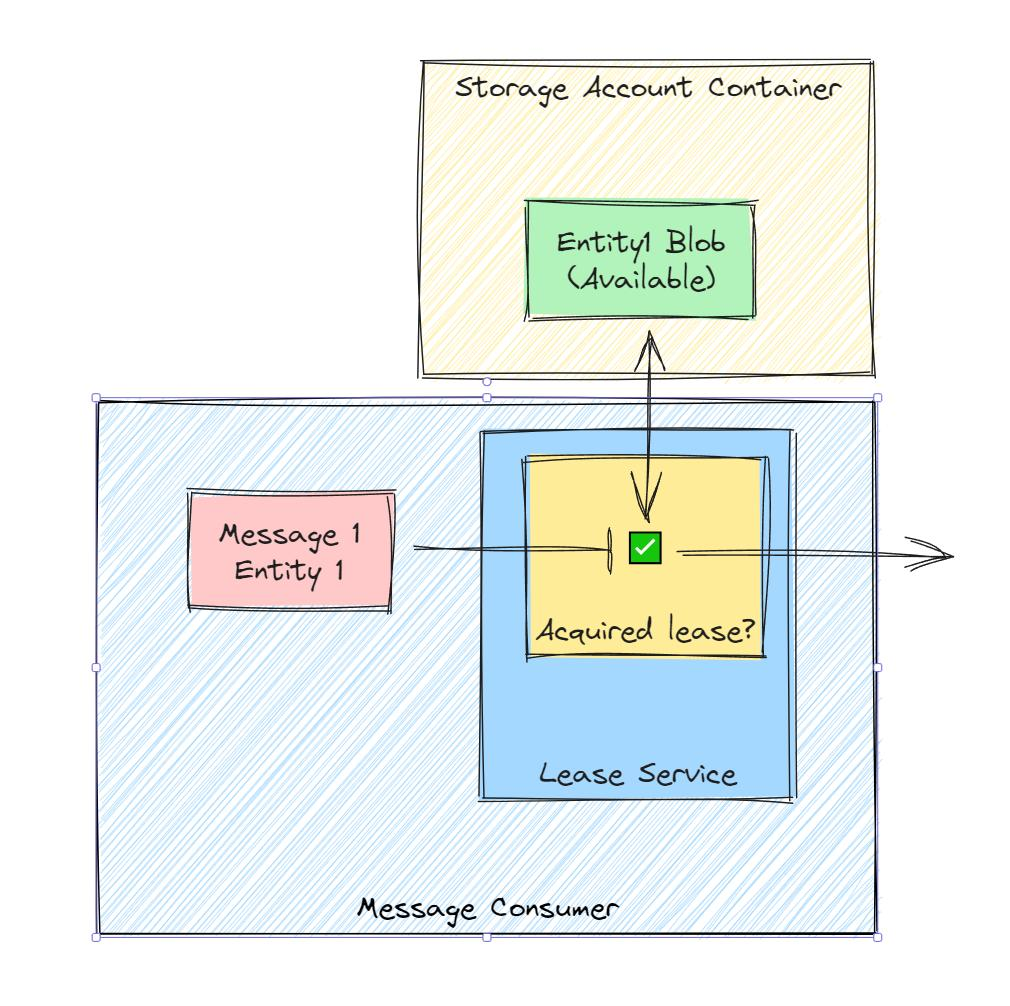 Storage Account Container
Entity1 Blob
(Available)
Message 1
Entity 1
Acquired lease?
Lease Service
Message Consumer